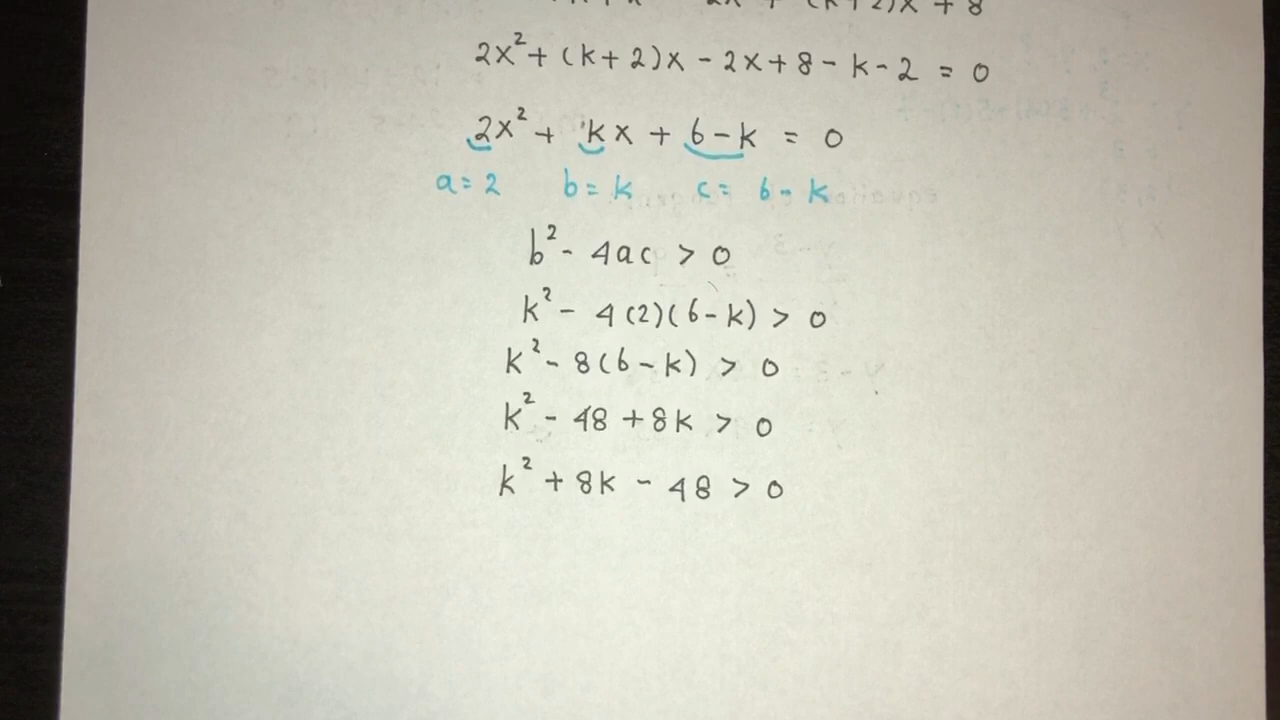 2x² + (k+2)x - 2x + 8 - k - 2 = 0
2x² + kx + 6 - k = 0
a = 2 b = k c = 6 - k
b² - 4ac > 0
k² - 4(2)(6 - k) > 0
k² - 8(6 - k) > 0
k² - 48 + 8k > 0
k² + 8k - 48 > 0